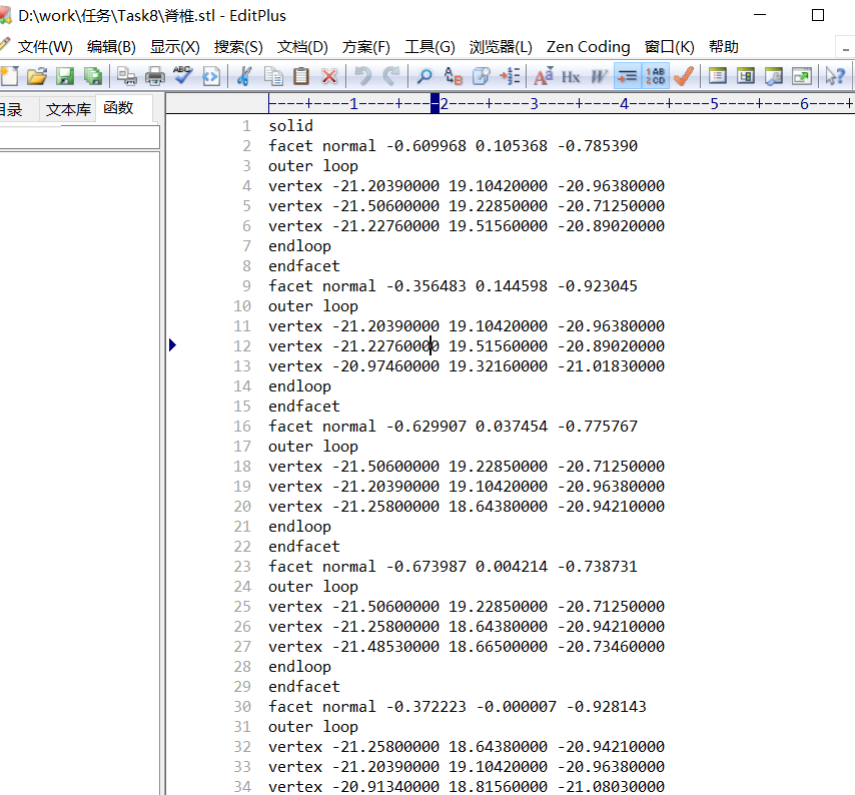 D:\work\任务\Task8\脊椎.stl - EditPlus
文件(W) 编辑(B) 显示(X) 搜索(S) 文档(D) 方案(F) 工具(G) 浏览器(L) Zen Coding 窗口(K) 帮助
目录 文本库 函数
----+----1----+----2----+----3----+----4----+----5----+----6----+
1 solid
2 facet normal -0.609968 0.105368 -0.785390
3 outer loop
4 vertex -21.20390000 19.10420000 -20.96380000
5 vertex -21.50600000 19.22850000 -20.71250000
6 vertex -21.22760000 19.51560000 -20.89020000
7 endloop
8 endfacet
9 facet normal -0.356483 0.144598 -0.923045
10 outer loop
11 vertex -21.20390000 19.10420000 -20.96380000
12 vertex -21.22760000 19.51560000 -20.89020000
13 vertex -20.97460000 19.32160000 -21.01830000
14 endloop
15 endfacet
16 facet normal -0.629907 0.037454 -0.775767
17 outer loop
18 vertex -21.50600000 19.22850000 -20.71250000
19 vertex -21.20390000 19.10420000 -20.96380000
20 vertex -21.25800000 18.64380000 -20.94210000
21 endloop
22 endfacet
23 facet normal -0.673987 0.004214 -0.738731
24 outer loop
25 vertex -21.50600000 19.22850000 -20.71250000
26 vertex -21.25800000 18.64380000 -20.94210000
27 vertex -21.48530000 18.66500000 -20.73460000
28 endloop
29 endfacet
30 facet normal -0.372223 -0.000007 -0.928143
31 outer loop
32 vertex -21.25800000 18.64380000 -20.94210000
33 vertex -21.20390000 19.10420000 -20.96380000
34 vertex -20.91340000 18.81560000 -21.08030000